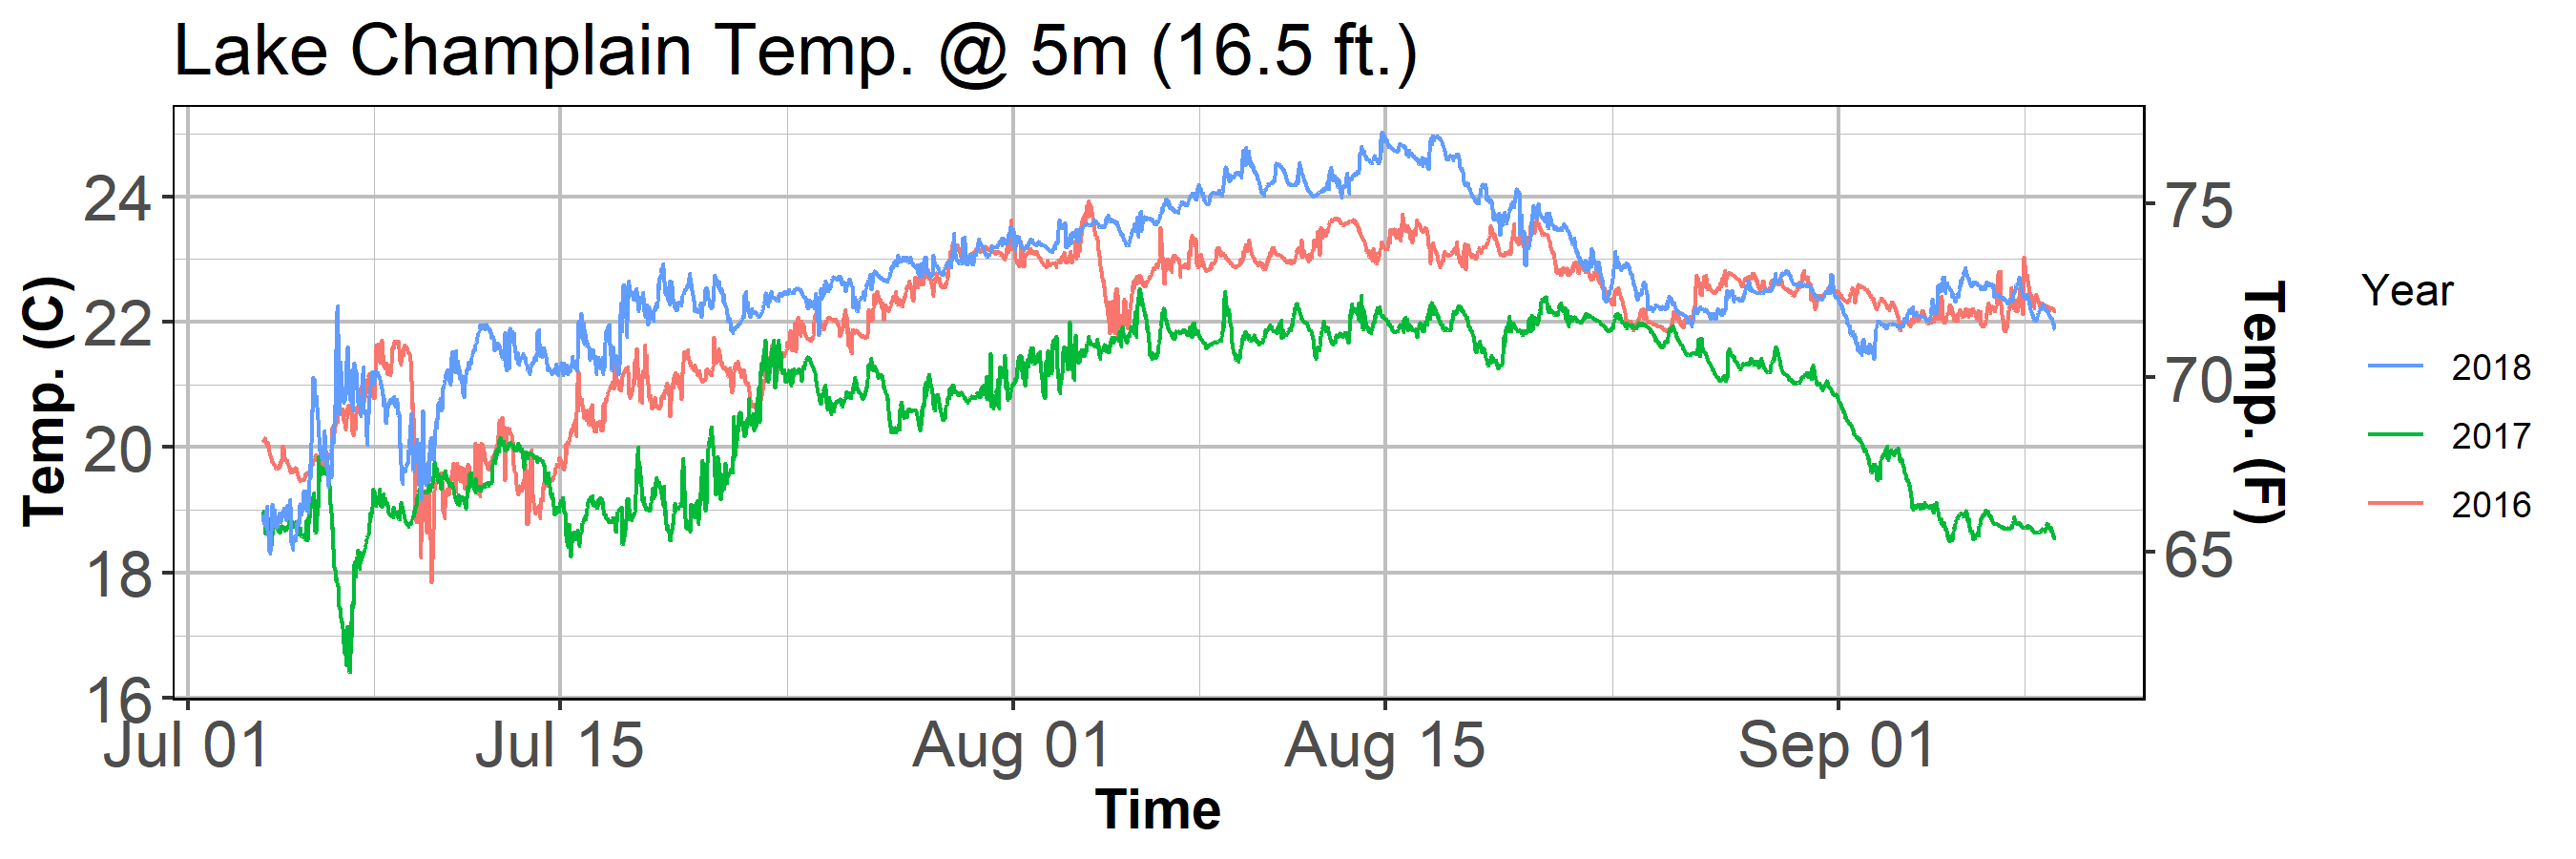 Lake Champlain Temp. @ 5m (16.5 ft.)
Temp. (C)
24
22
20
18
16
75
70
65
Temp. (F)
Jul 01
Jul 15
Aug 01
Aug 15
Sep 01
Time
Year
2018
2017
2016